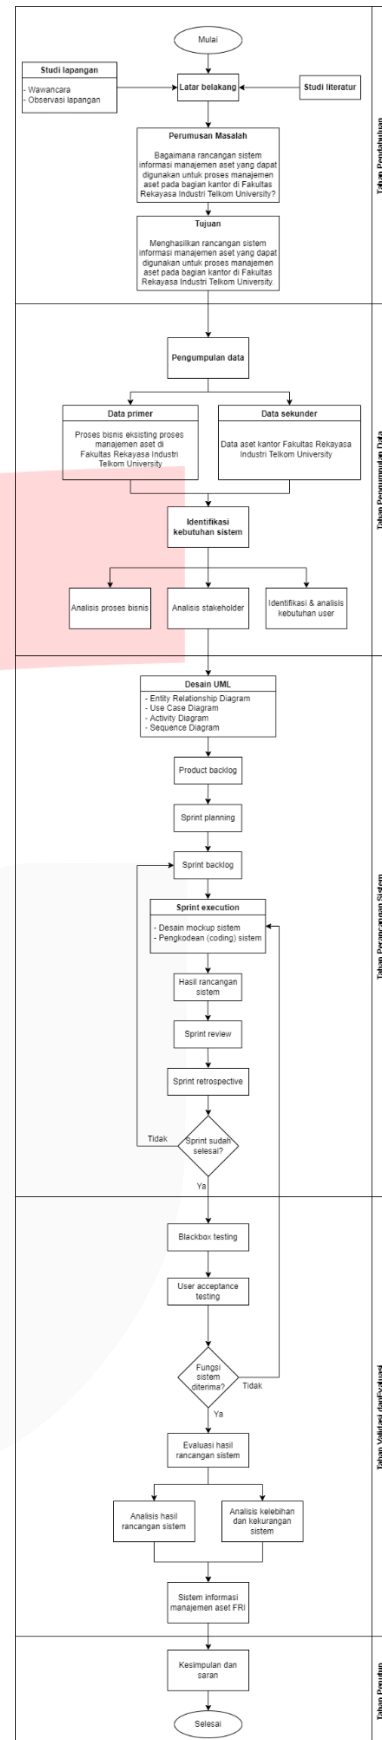 Mulai
Studi lapangan
- Wawancara
- Observasi lapangan
Latar belakang
Studi literatur
Perumusan Masalah
Bagaimana rancangan sistem
informasi manajemen aset yang dapat
digunakan untuk proses manajemen
aset pada bagian kantor di Fakultas
Rekayasa Industri Telkom University?
Tujuan
Menghasilkan rancangan sistem
informasi manajemen aset yang dapat
digunakan untuk proses manajemen
aset pada bagian kantor di Fakultas
Rekayasa Industri Telkom University.
Tahap Pendahuluan
Pengumpulan data
Data primer
Proses bisnis eksisting proses
manajemen aset di
Fakultas Rekayasa Industri
Telkom University
Data sekunder
Data aset kantor Fakultas Rekayasa
Industri Telkom University
Identifikasi
kebutuhan sistem
Analisis proses bisnis
Analisis stakeholder
Identifikasi & analisis
kebutuhan user
Tahap Pengumpulan Data
Desain UML
- Entity Relationship Diagram
- Use Case Diagram
- Activity Diagram
- Sequence Diagram
Product backlog
Sprint planning
Sprint backlog
Sprint execution
- Desain mockup sistem
- Pengkodean (coding) sistem
Hasil rancangan
sistem
Sprint review
Sprint retrospective
Sprint sudah
selesai?
Tidak
Ya
Tahap Perancangan Sistem
Blackbox testing
User acceptance
testing
Fungsi
sistem
diterima?
Tidak
Ya
Evaluasi hasil
rancangan sistem
Analisis hasil
rancangan sistem
Analisis kelebihan
dan kekurangan
sistem
Sistem informasi
manajemen aset FRI
Tahap Validasi danEvaluasi
Kesimpulan dan
saran
Selesai
Tahap Penutup